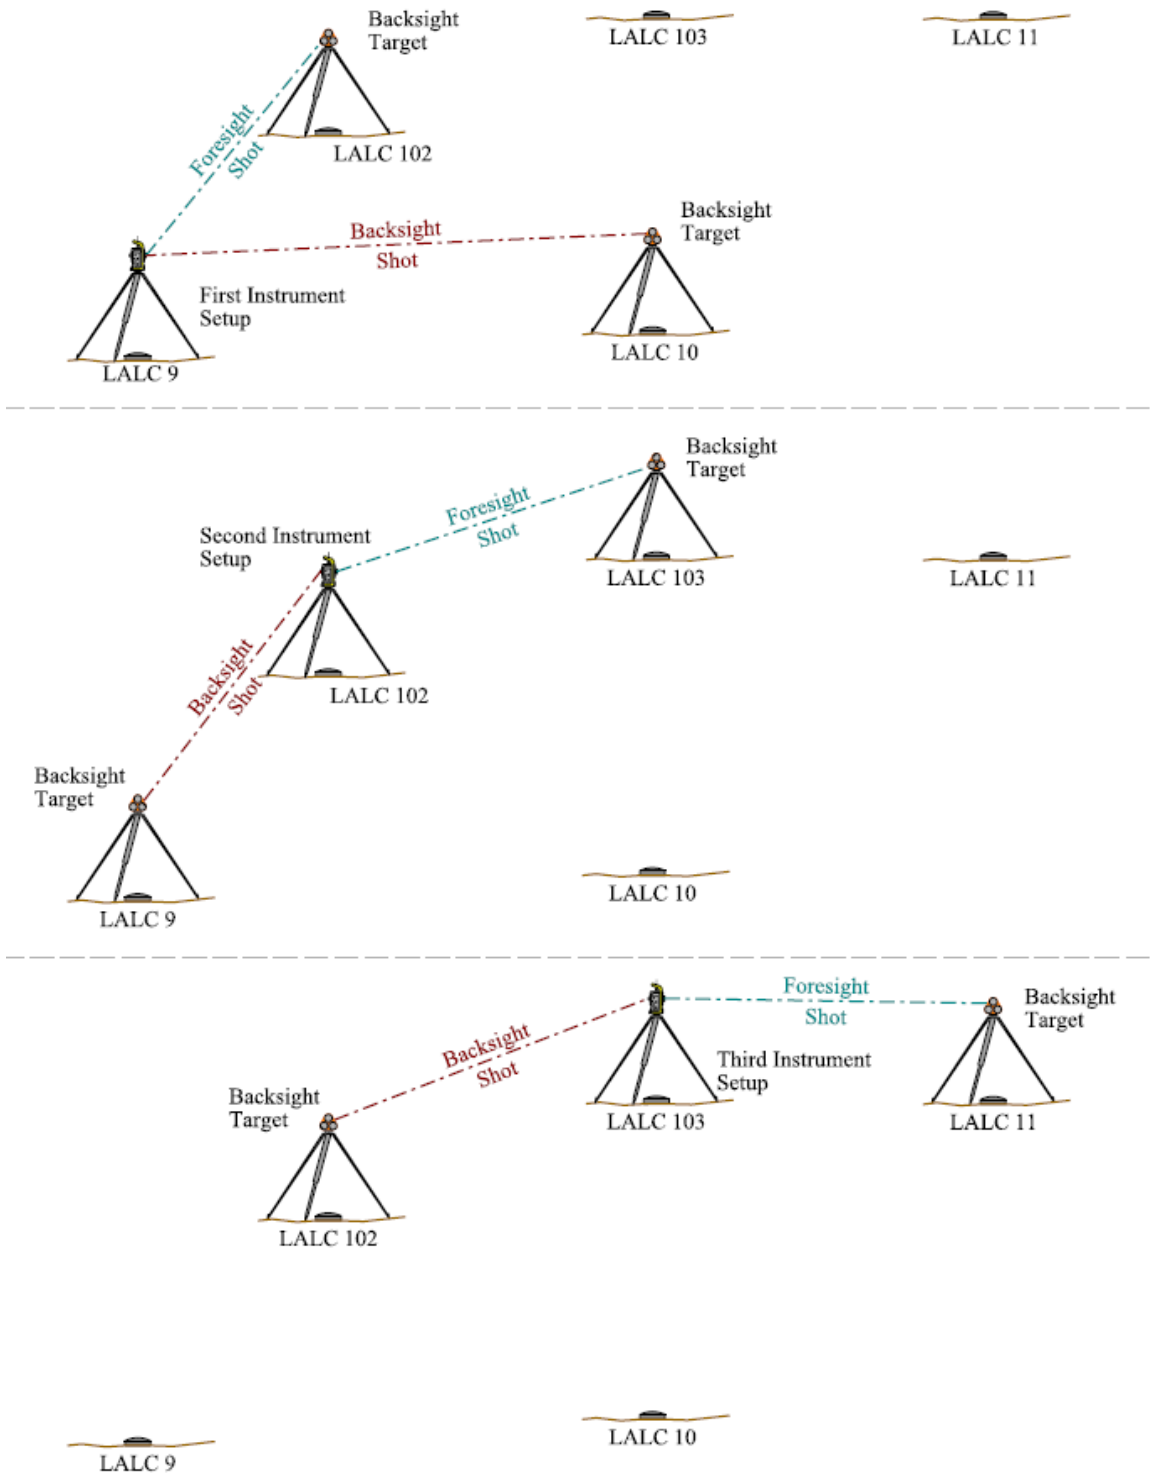 Backsight
Target
LALC 103
LALC 11
Foresight
Shot
LALC 102
Backsight
Shot
Backsight
Target
First Instrument
Setup
LALC 10
LALC 9
Backsight
Target
Foresight
Shot
Second Instrument
Setup
LALC 103
LALC 11
Backsight
Shot
LALC 102
Backsight
Target
LALC 10
LALC 9
Foresight
Shot
Backsight
Target
Backsight
Shot
Third Instrument
Setup
Backsight
Target
LALC 103
LALC 11
LALC 102
LALC 10
LALC 9